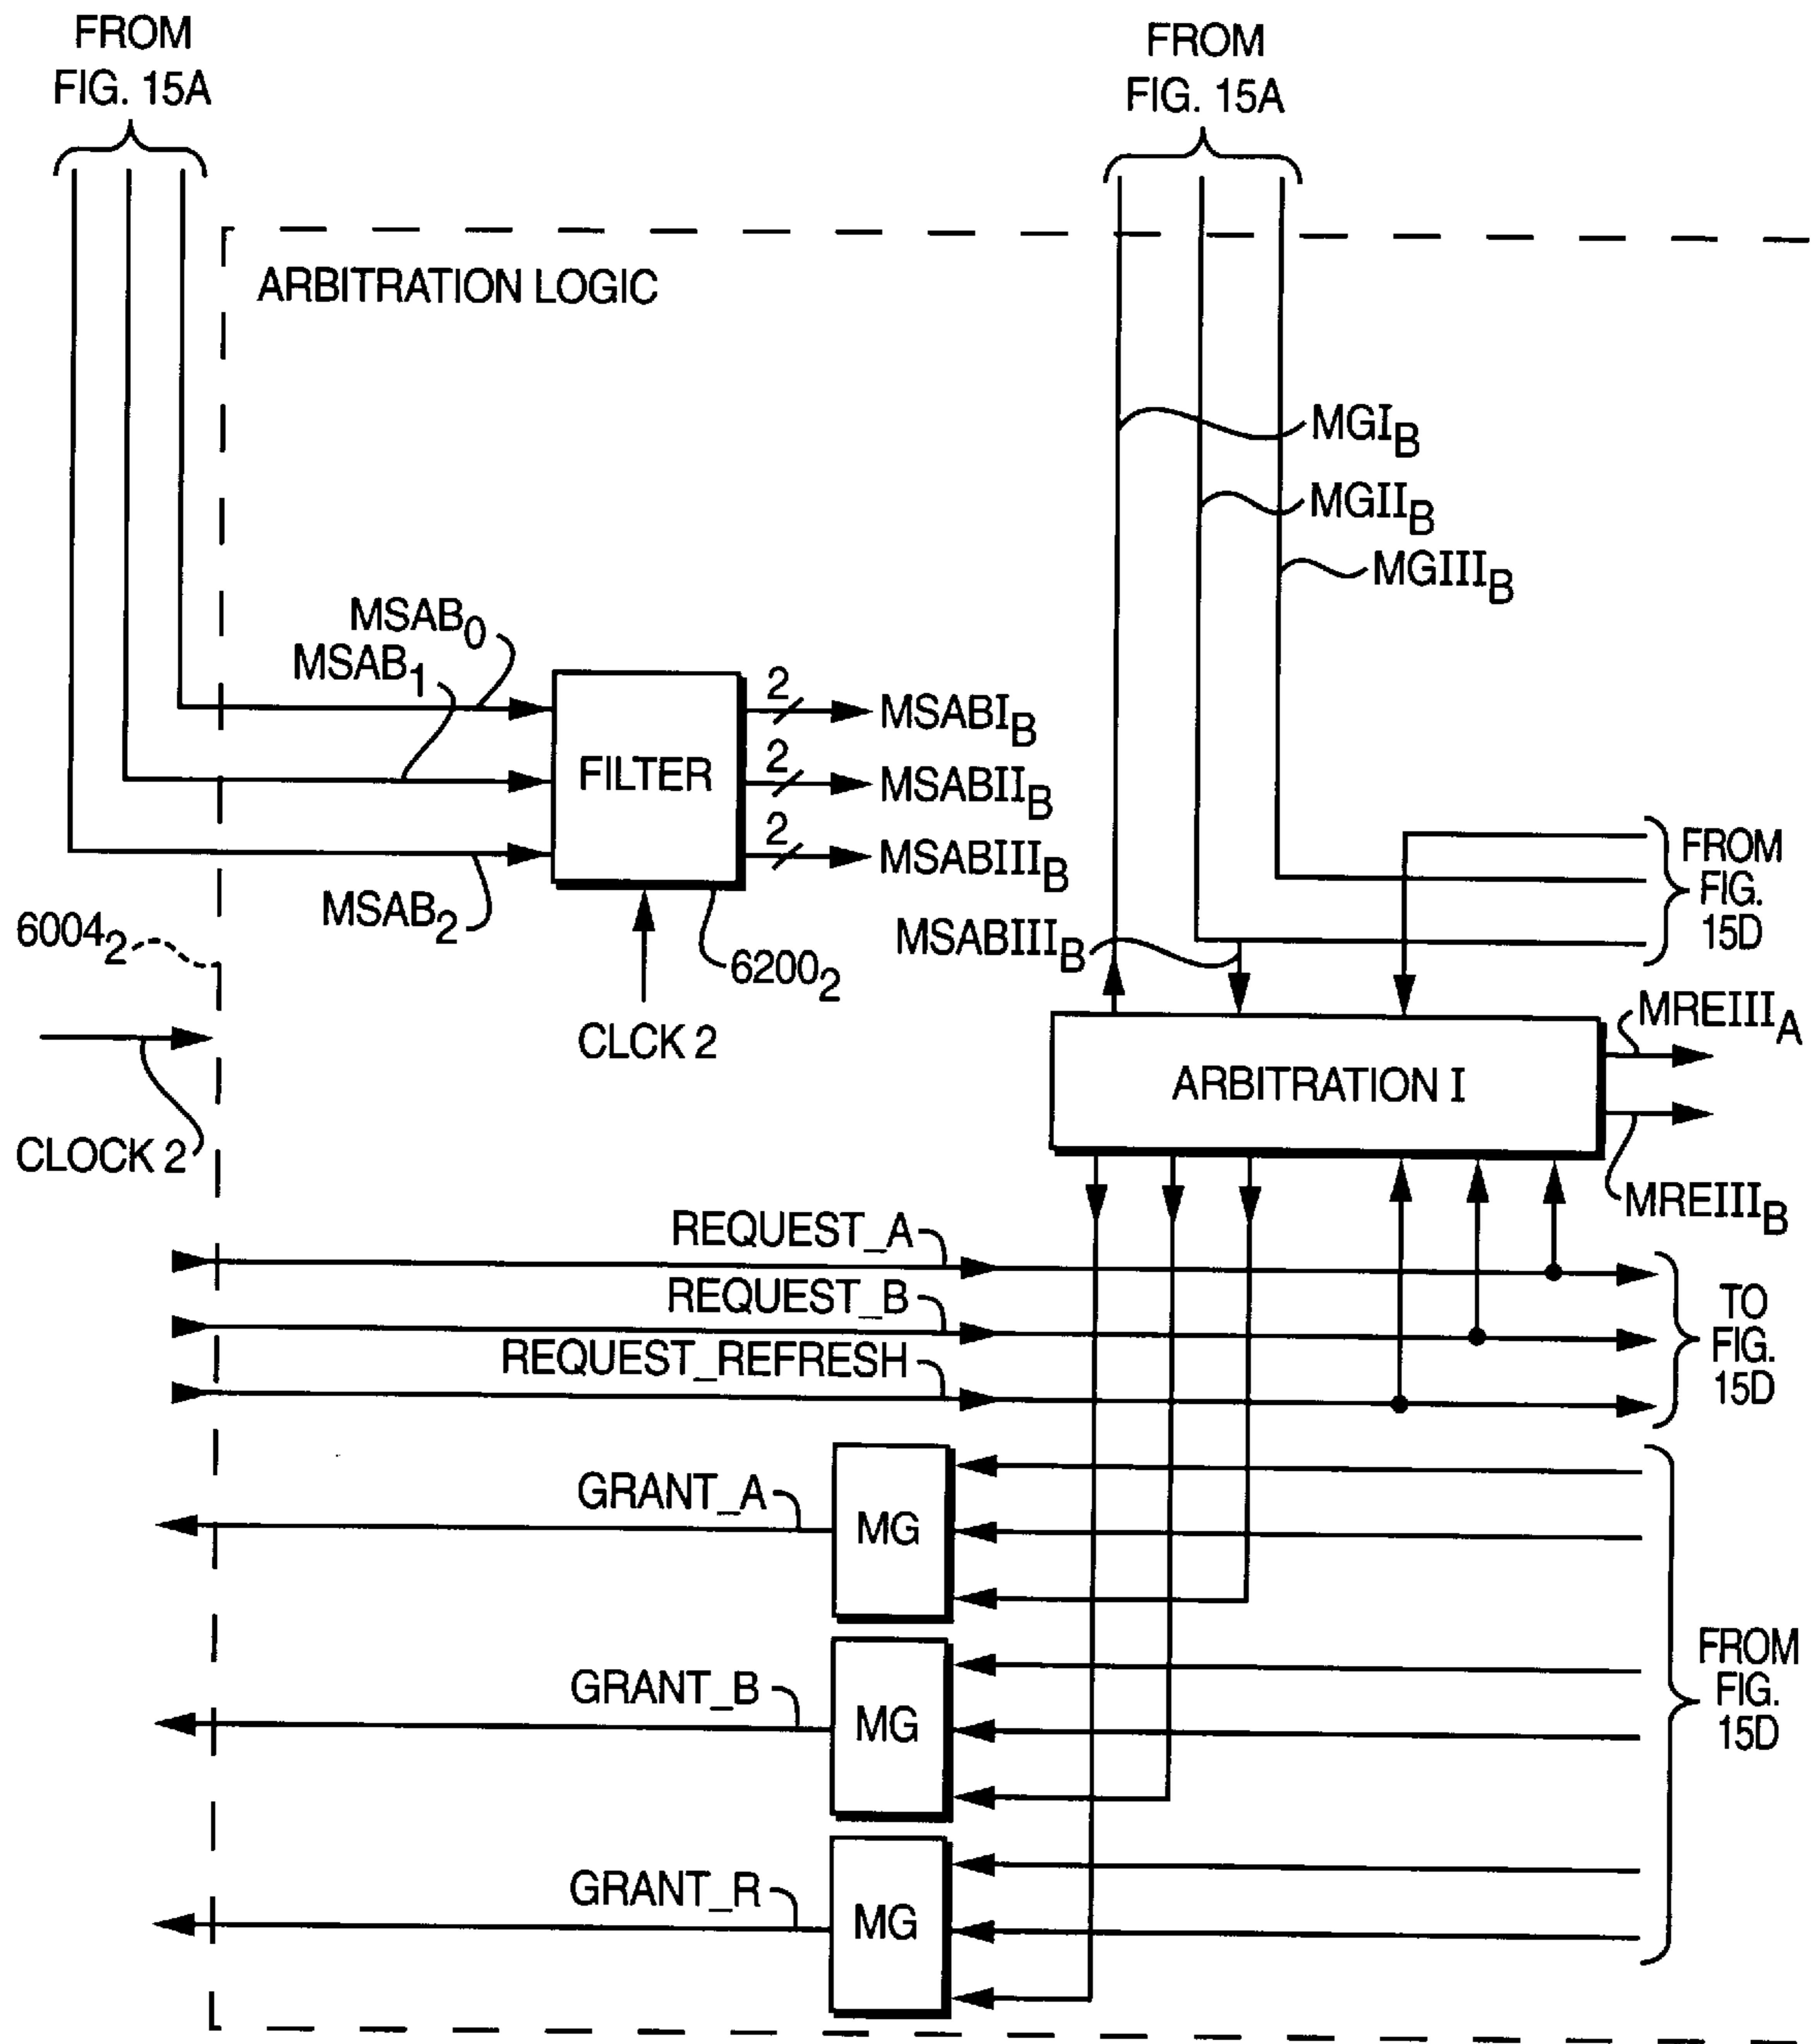 FROM
FIG. 15A
FROM
FIG. 15A
ARBITRATION LOGIC
MGI_B
MGII_B
MGIII_B
MSAB_0
MSAB_1
MSAB_2
FILTER
2
MSABI_B
2
MSABII_B
2
MSABIII_B
6200_2
CLCK 2
6004_2
CLOCK 2
MSABIII_B
FROM
FIG.
15D
ARBITRATION I
MREIII_A
MREIII_B
REQUEST_A
REQUEST_B
REQUEST_REFRESH
TO
FIG.
15D
GRANT_A
MG
GRANT_B
MG
GRANT_R
MG
FROM
FIG.
15D